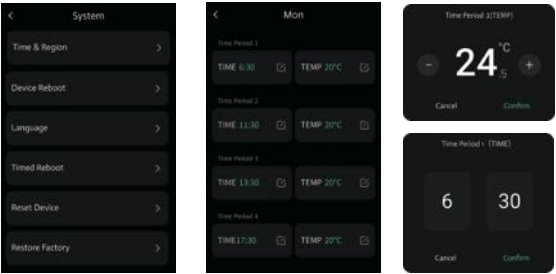 System
Time & Region
Device Reboot
Language
Timed Reboot
Reset Device
Restore Factory
Mon
Time Period 1
TIME 6:30 TEMP 20°C
Time Period 2
TIME 11:30 TEMP 20°C
Time Period 3
TIME 13:30 TEMP 20°C
Time Period 4
TIME17:30 TEMP 20°C
(TEMP)
- 24.5 °C +
Cancel Confirm
Time Period 1 (TIME)
6 30
Cancel Confirm